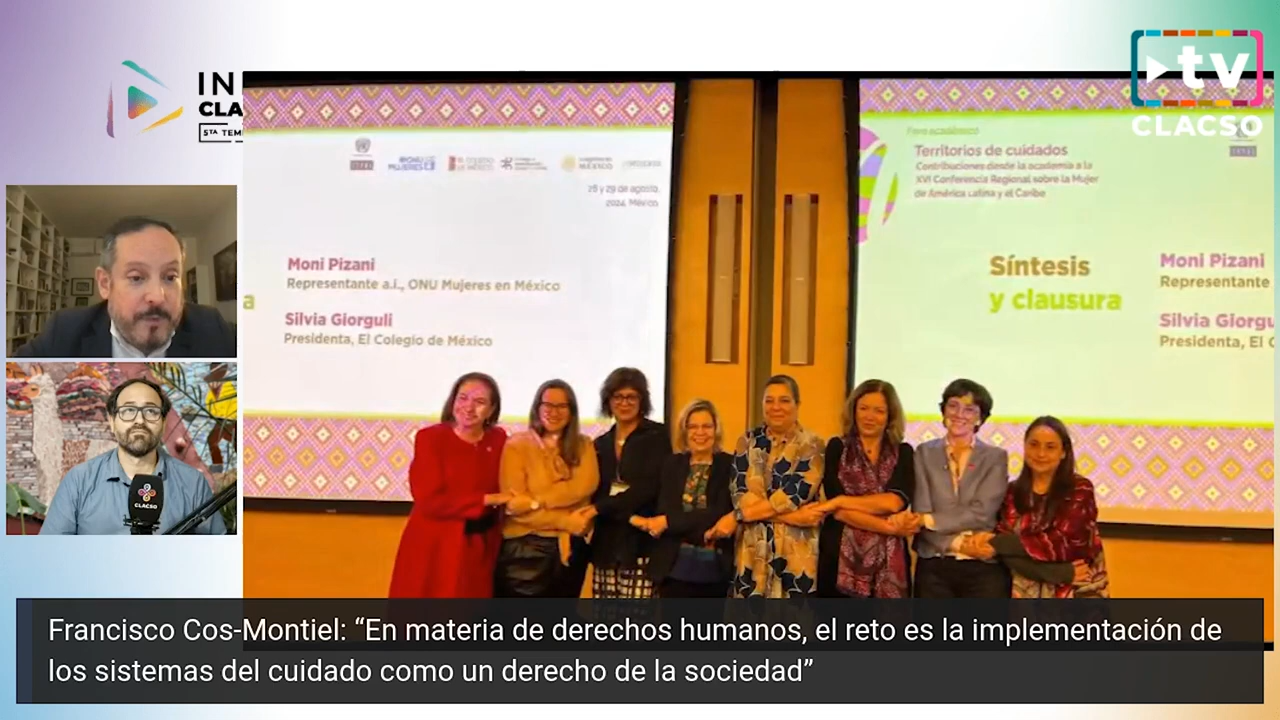 IN
CLA
5TA TEM
tv
CLACSO
28 y 29 de agosto,
2024, México
Moni Pizani
Representante a.i., ONU Mujeres en México
Silvia Giorguli
Presidenta, El Colegio de México
a
Foro académico
Territorios de cuidados
Contribuciones desde la academia a la
XVI Conferencia Regional sobre la Mujer
de América Latina y el Caribe
Síntesis
y clausura
Moni Pizani
Representante
Silvia Giorgu
Presidenta, El C
CLACSO
Francisco Cos-Montiel: “En materia de derechos humanos, el reto es la implementación de
los sistemas del cuidado como un derecho de la sociedad”